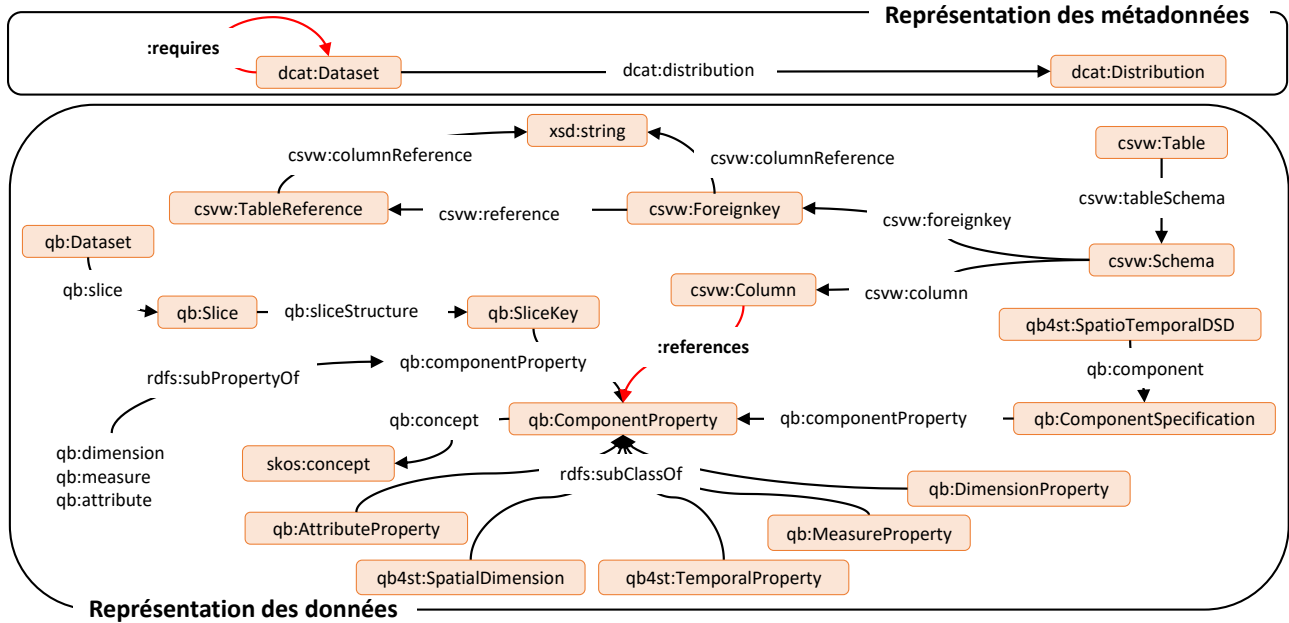 Représentation des métadonnées
:requires
dcat:Dataset
dcat:distribution
dcat:Distribution
xsd:string
csvw:columnReference
csvw:columnReference
csvw:Table
csvw:TableReference
csvw:reference
csvw:Foreignkey
csvw:foreignkey
csvw:tableSchema
qb:Dataset
csvw:Schema
qb:slice
csvw:Column
csvw:column
qb:Slice
qb:sliceStructure
qb:SliceKey
qb4st:SpatioTemporalDSD
:references
rdfs:subPropertyOf
qb:componentProperty
qb:component
qb:concept
qb:ComponentProperty
qb:componentProperty
qb:ComponentSpecification
qb:dimension
qb:measure
qb:attribute
skos:concept
rdfs:subClassOf
qb:DimensionProperty
qb:AttributeProperty
qb:MeasureProperty
qb4st:SpatialDimension
qb4st:TemporalProperty
Représentation des données